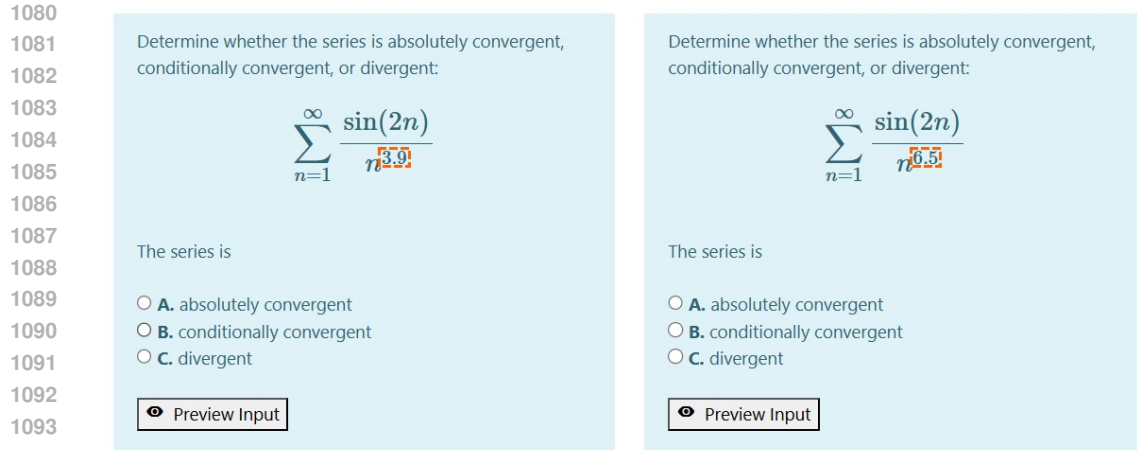 1080
1081
1082
1083
1084
1085
1086
1087
1088
1089
1090
1091
1092
1093
Determine whether the series is absolutely convergent,
conditionally convergent, or divergent:
∞
∑ sin(2n) / n^3.9
n=1
The series is
A. absolutely convergent
B. conditionally convergent
C. divergent
Preview Input
Determine whether the series is absolutely convergent,
conditionally convergent, or divergent:
∞
∑ sin(2n) / n^6.5
n=1
The series is
A. absolutely convergent
B. conditionally convergent
C. divergent
Preview Input